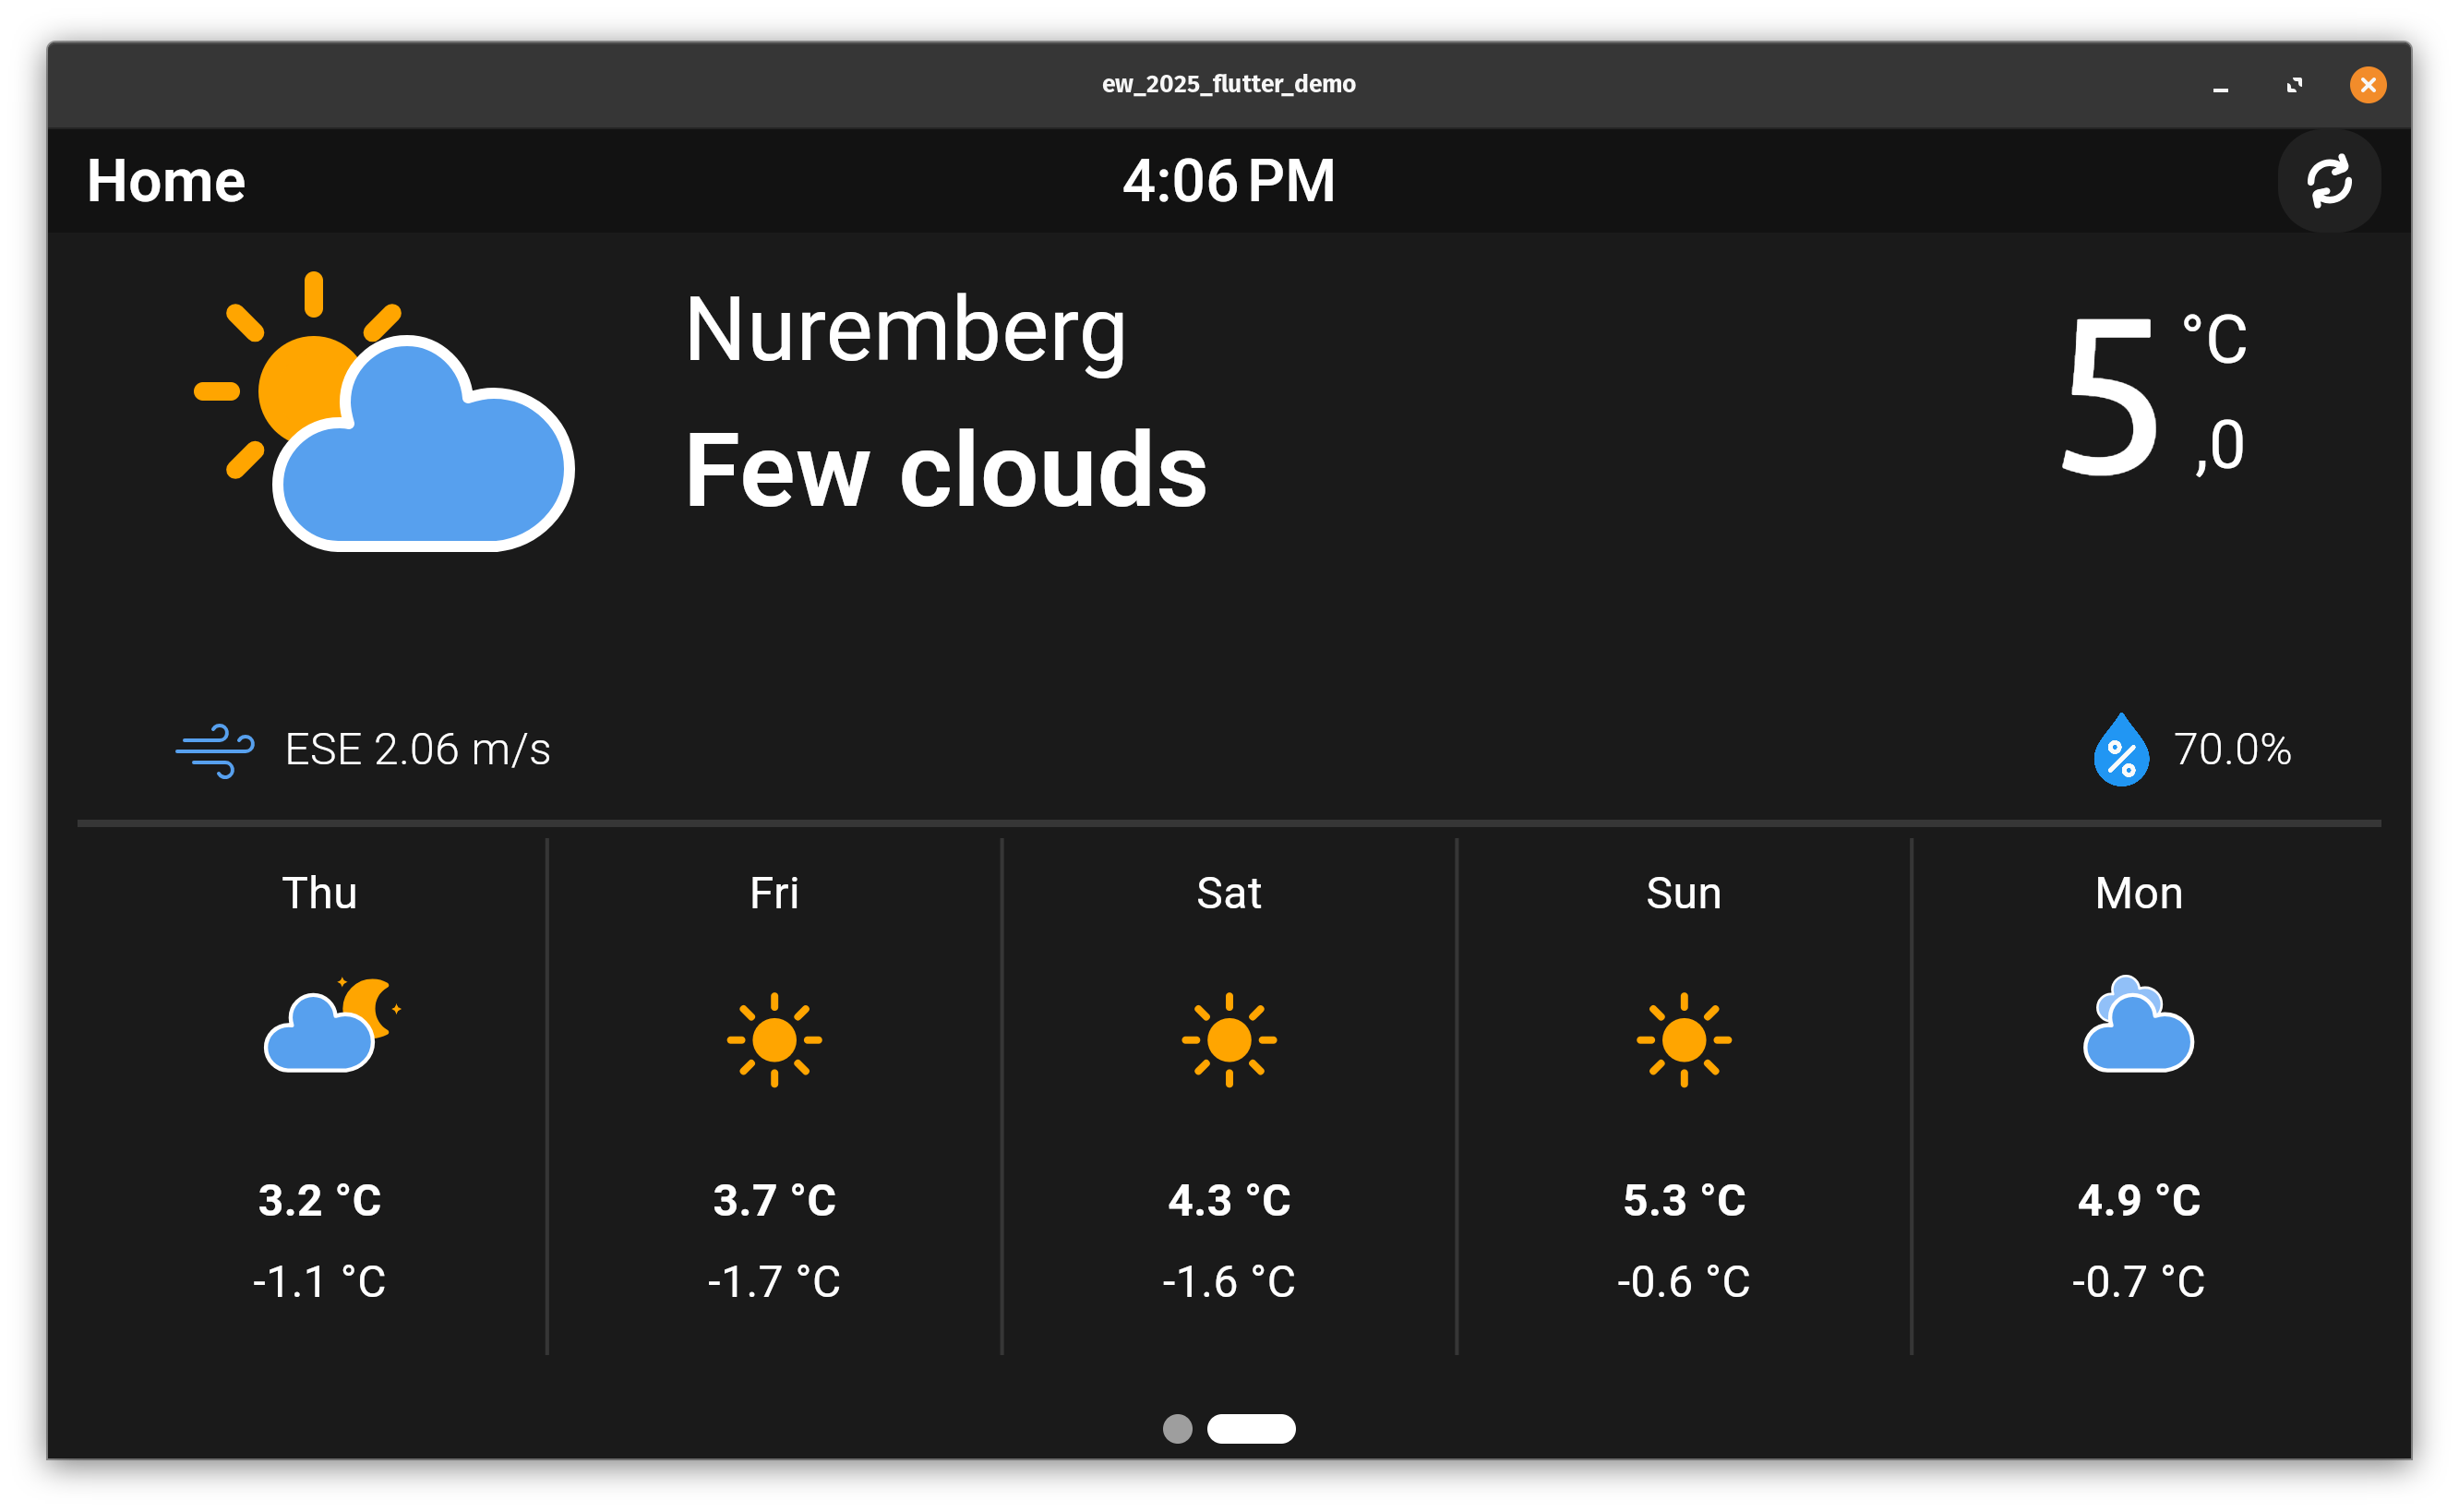 ew_2025_flutter_demo
Home 4:06 PM
Nuremberg
Few clouds
5 °C
,0
ESE 2.06 m/s
% 70.0%
Thu Fri Sat Sun Mon
3.2 °C 3.7 °C 4.3 °C 5.3 °C 4.9 °C
-1.1 °C -1.7 °C -1.6 °C -0.6 °C -0.7 °C